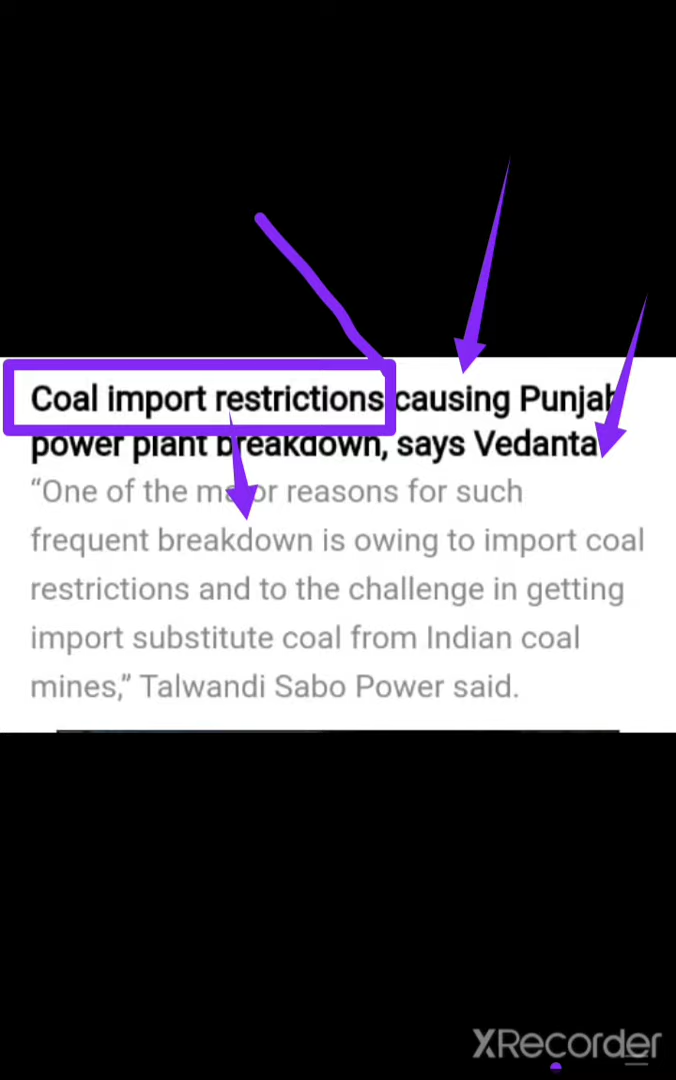 Coal import restrictions causing Punjab
power plant breakdown, says Vedanta
“One of the major reasons for such
frequent breakdown is owing to import coal
restrictions and to the challenge in getting
import substitute coal from Indian coal
mines,” Talwandi Sabo Power said.
XRecorder